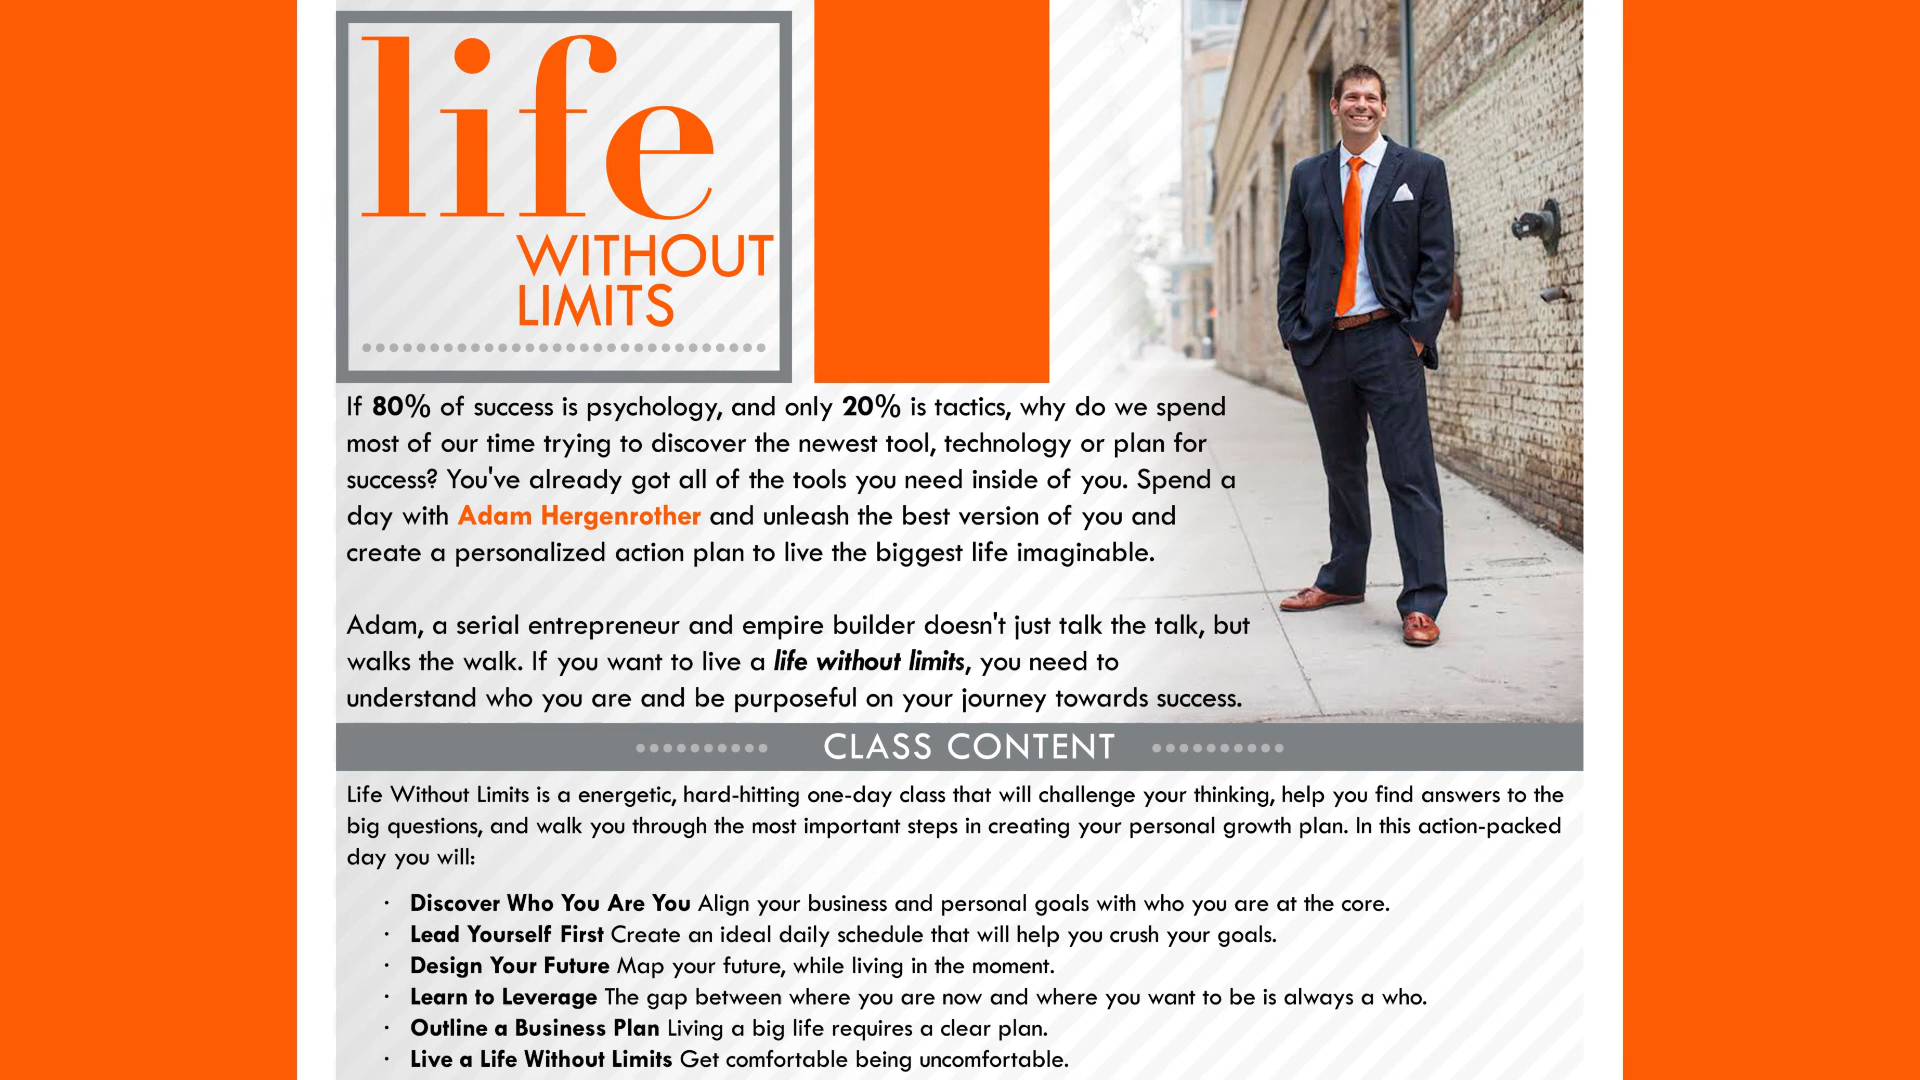 life
WITHOUT
LIMITS
If 80% of success is psychology, and only 20% is tactics, why do we spend
most of our time trying to discover the newest tool, technology or plan for
success? You've already got all of the tools you need inside of you. Spend a
day with Adam Hergenrother and unleash the best version of you and
create a personalized action plan to live the biggest life imaginable.
Adam, a serial entrepreneur and empire builder doesn't just talk the talk, but
walks the walk. If you want to live a life without limits, you need to
understand who you are and be purposeful on your journey towards success.
CLASS CONTENT
Life Without Limits is a energetic, hard-hitting one-day class that will challenge your thinking, help you find answers to the
big questions, and walk you through the most important steps in creating your personal growth plan. In this action-packed
day you will:
· Discover Who You Are You Align your business and personal goals with who you are at the core.
· Lead Yourself First Create an ideal daily schedule that will help you crush your goals.
· Design Your Future Map your future, while living in the moment.
· Learn to Leverage The gap between where you are now and where you want to be is always a who.
· Outline a Business Plan Living a big life requires a clear plan.
· Live a Life Without Limits Get comfortable being uncomfortable.